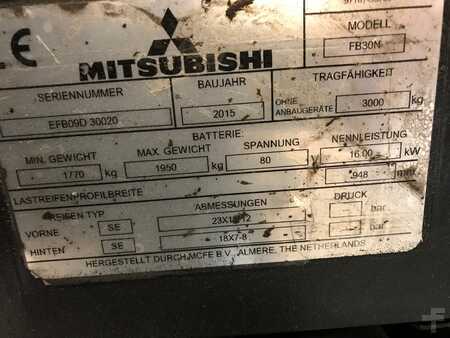 CE
MITSUBISHI
MODELL
FB30N
SERIENNUMMER
BAUJAHR
TRAGFÄHIGKEIT
EFB09D 30020
2015
OHNE ANBAUGERÄTE
3000 kg
BATTERIE:
MIN. GEWICHT
MAX. GEWICHT
SPANNUNG
NENNLEISTUNG
1770 kg
1950 kg
80 V
16.00 kW
LASTREIFEN/PROFILBREITE
948 mm
REIFEN TYP
ABMESSUNGEN
DRUCK
VORNE
SE
bar
HINTEN
SE
18X7-8
bar
HERGESTELLT DURCH MCFE B.V., ALMERE, THE NETHERLANDS